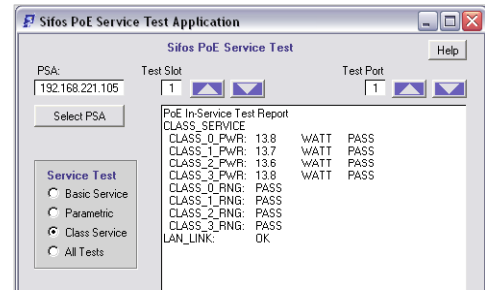 Sifos PoE Service Test Application
Sifos PoE Service Test
Help
PSA:
Test Slot
Test Port
192.168.221.105
1
1
Select PSA
PoE In-Service Test Report
CLASS_SERVICE
CLASS_0_PWR: 13.8 WATT PASS
CLASS_1_PWR: 13.7 WATT PASS
CLASS_2_PWR: 13.6 WATT PASS
CLASS_3_PWR: 13.8 WATT PASS
CLASS_0_RNG: PASS
CLASS_1_RNG: PASS
CLASS_2_RNG: PASS
CLASS_3_RNG: PASS
LAN_LINK: OK
Service Test
Basic Service
Parametric
Class Service
All Tests